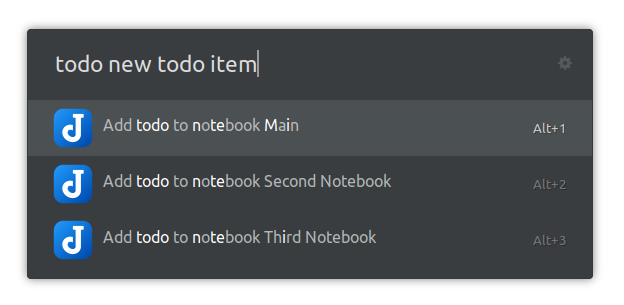 todo new todo item
Add todo to notebook Main
Alt+1
Add todo to notebook Second Notebook
Alt+2
Add todo to notebook Third Notebook
Alt+3